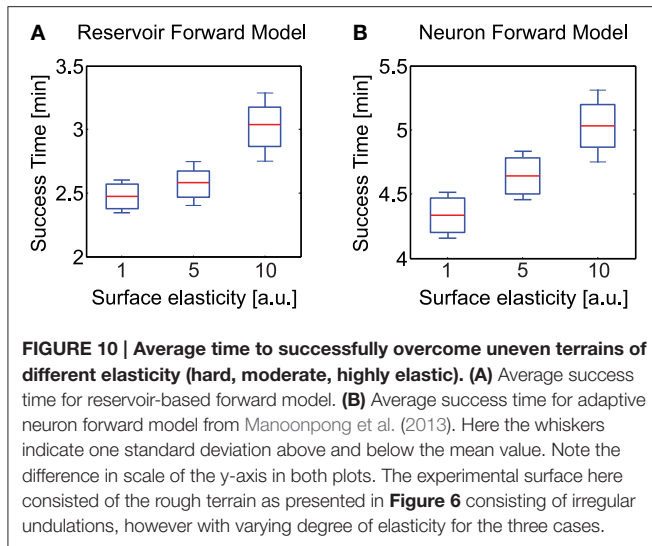 A Reservoir Forward Model
B Neuron Forward Model
Success Time [min]
3.5
3
2.5
2
1 5 10
Surface elasticity [a.u.]
Success Time [min]
5.5
5
4.5
4
1 5 10
Surface elasticity [a.u.]
FIGURE 10 | Average time to successfully overcome uneven terrains of
different elasticity (hard, moderate, highly elastic). (A) Average success
time for reservoir-based forward model. (B) Average success time for adaptive
neuron forward model from Manoonpong et al. (2013). Here the whiskers
indicate one standard deviation above and below the mean value. Note the
difference in scale of the y-axis in both plots. The experimental surface here
consisted of the rough terrain as presented in Figure 6 consisting of irregular
undulations, however with varying degree of elasticity for the three cases.